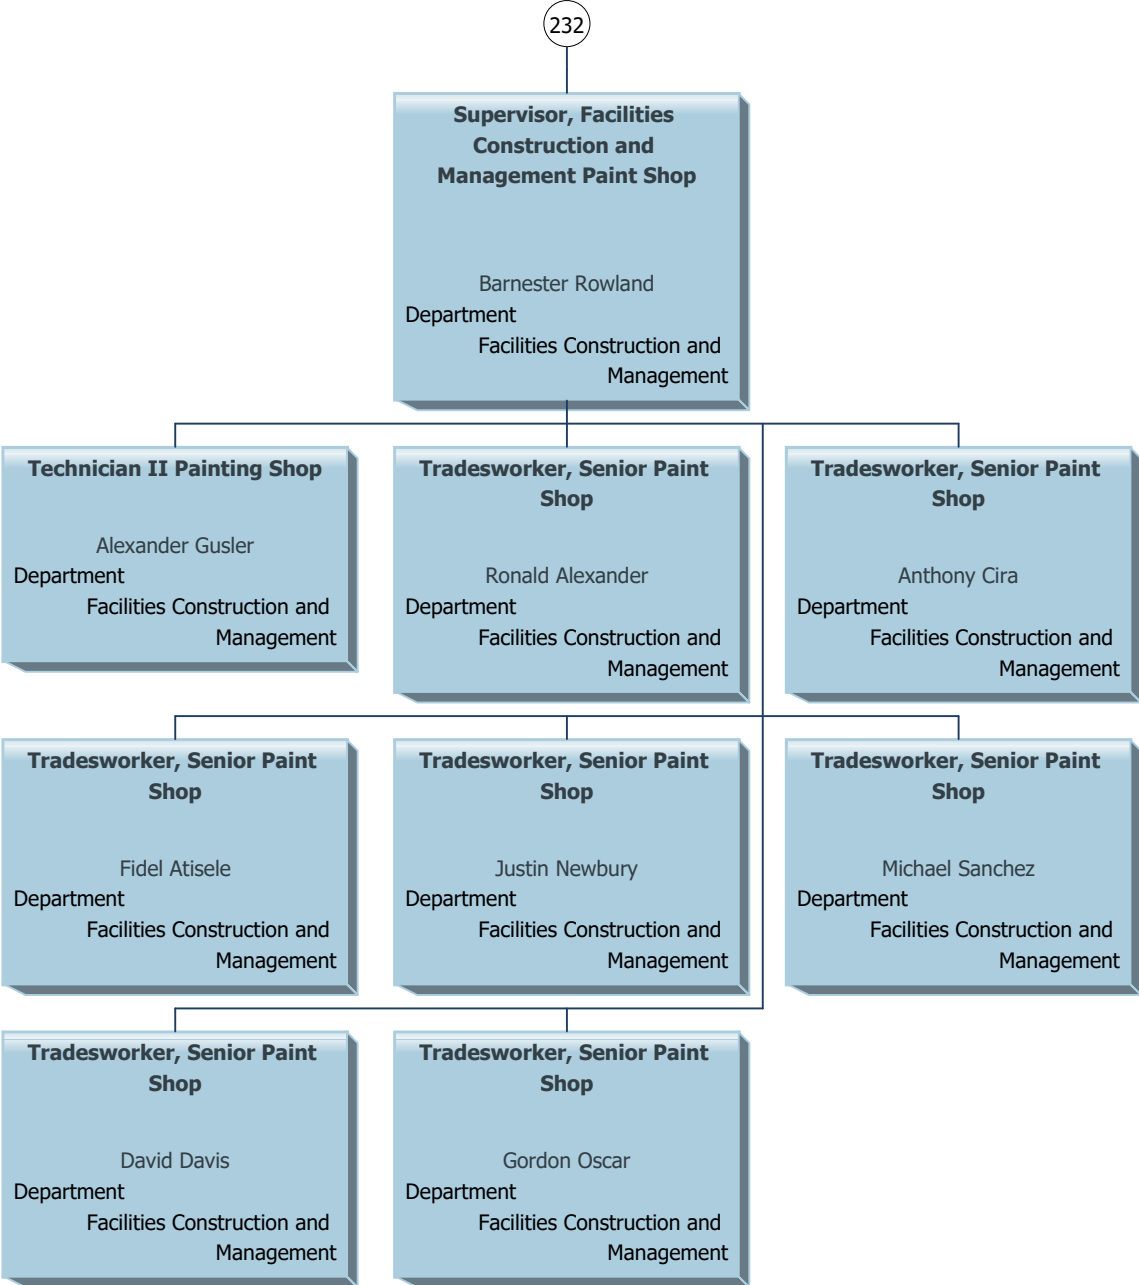 232
Supervisor, Facilities
Construction and
Management Paint Shop
Barnester Rowland
Department
Facilities Construction and
Management
Technician II Painting Shop
Alexander Gusler
Department
Facilities Construction and
Management
Tradesworker, Senior Paint
Shop
Ronald Alexander
Department
Facilities Construction and
Management
Tradesworker, Senior Paint
Shop
Anthony Cira
Department
Facilities Construction and
Management
Tradesworker, Senior Paint
Shop
Fidel Atisele
Department
Facilities Construction and
Management
Tradesworker, Senior Paint
Shop
Justin Newbury
Department
Facilities Construction and
Management
Tradesworker, Senior Paint
Shop
Michael Sanchez
Department
Facilities Construction and
Management
Tradesworker, Senior Paint
Shop
David Davis
Department
Facilities Construction and
Management
Tradesworker, Senior Paint
Shop
Gordon Oscar
Department
Facilities Construction and
Management